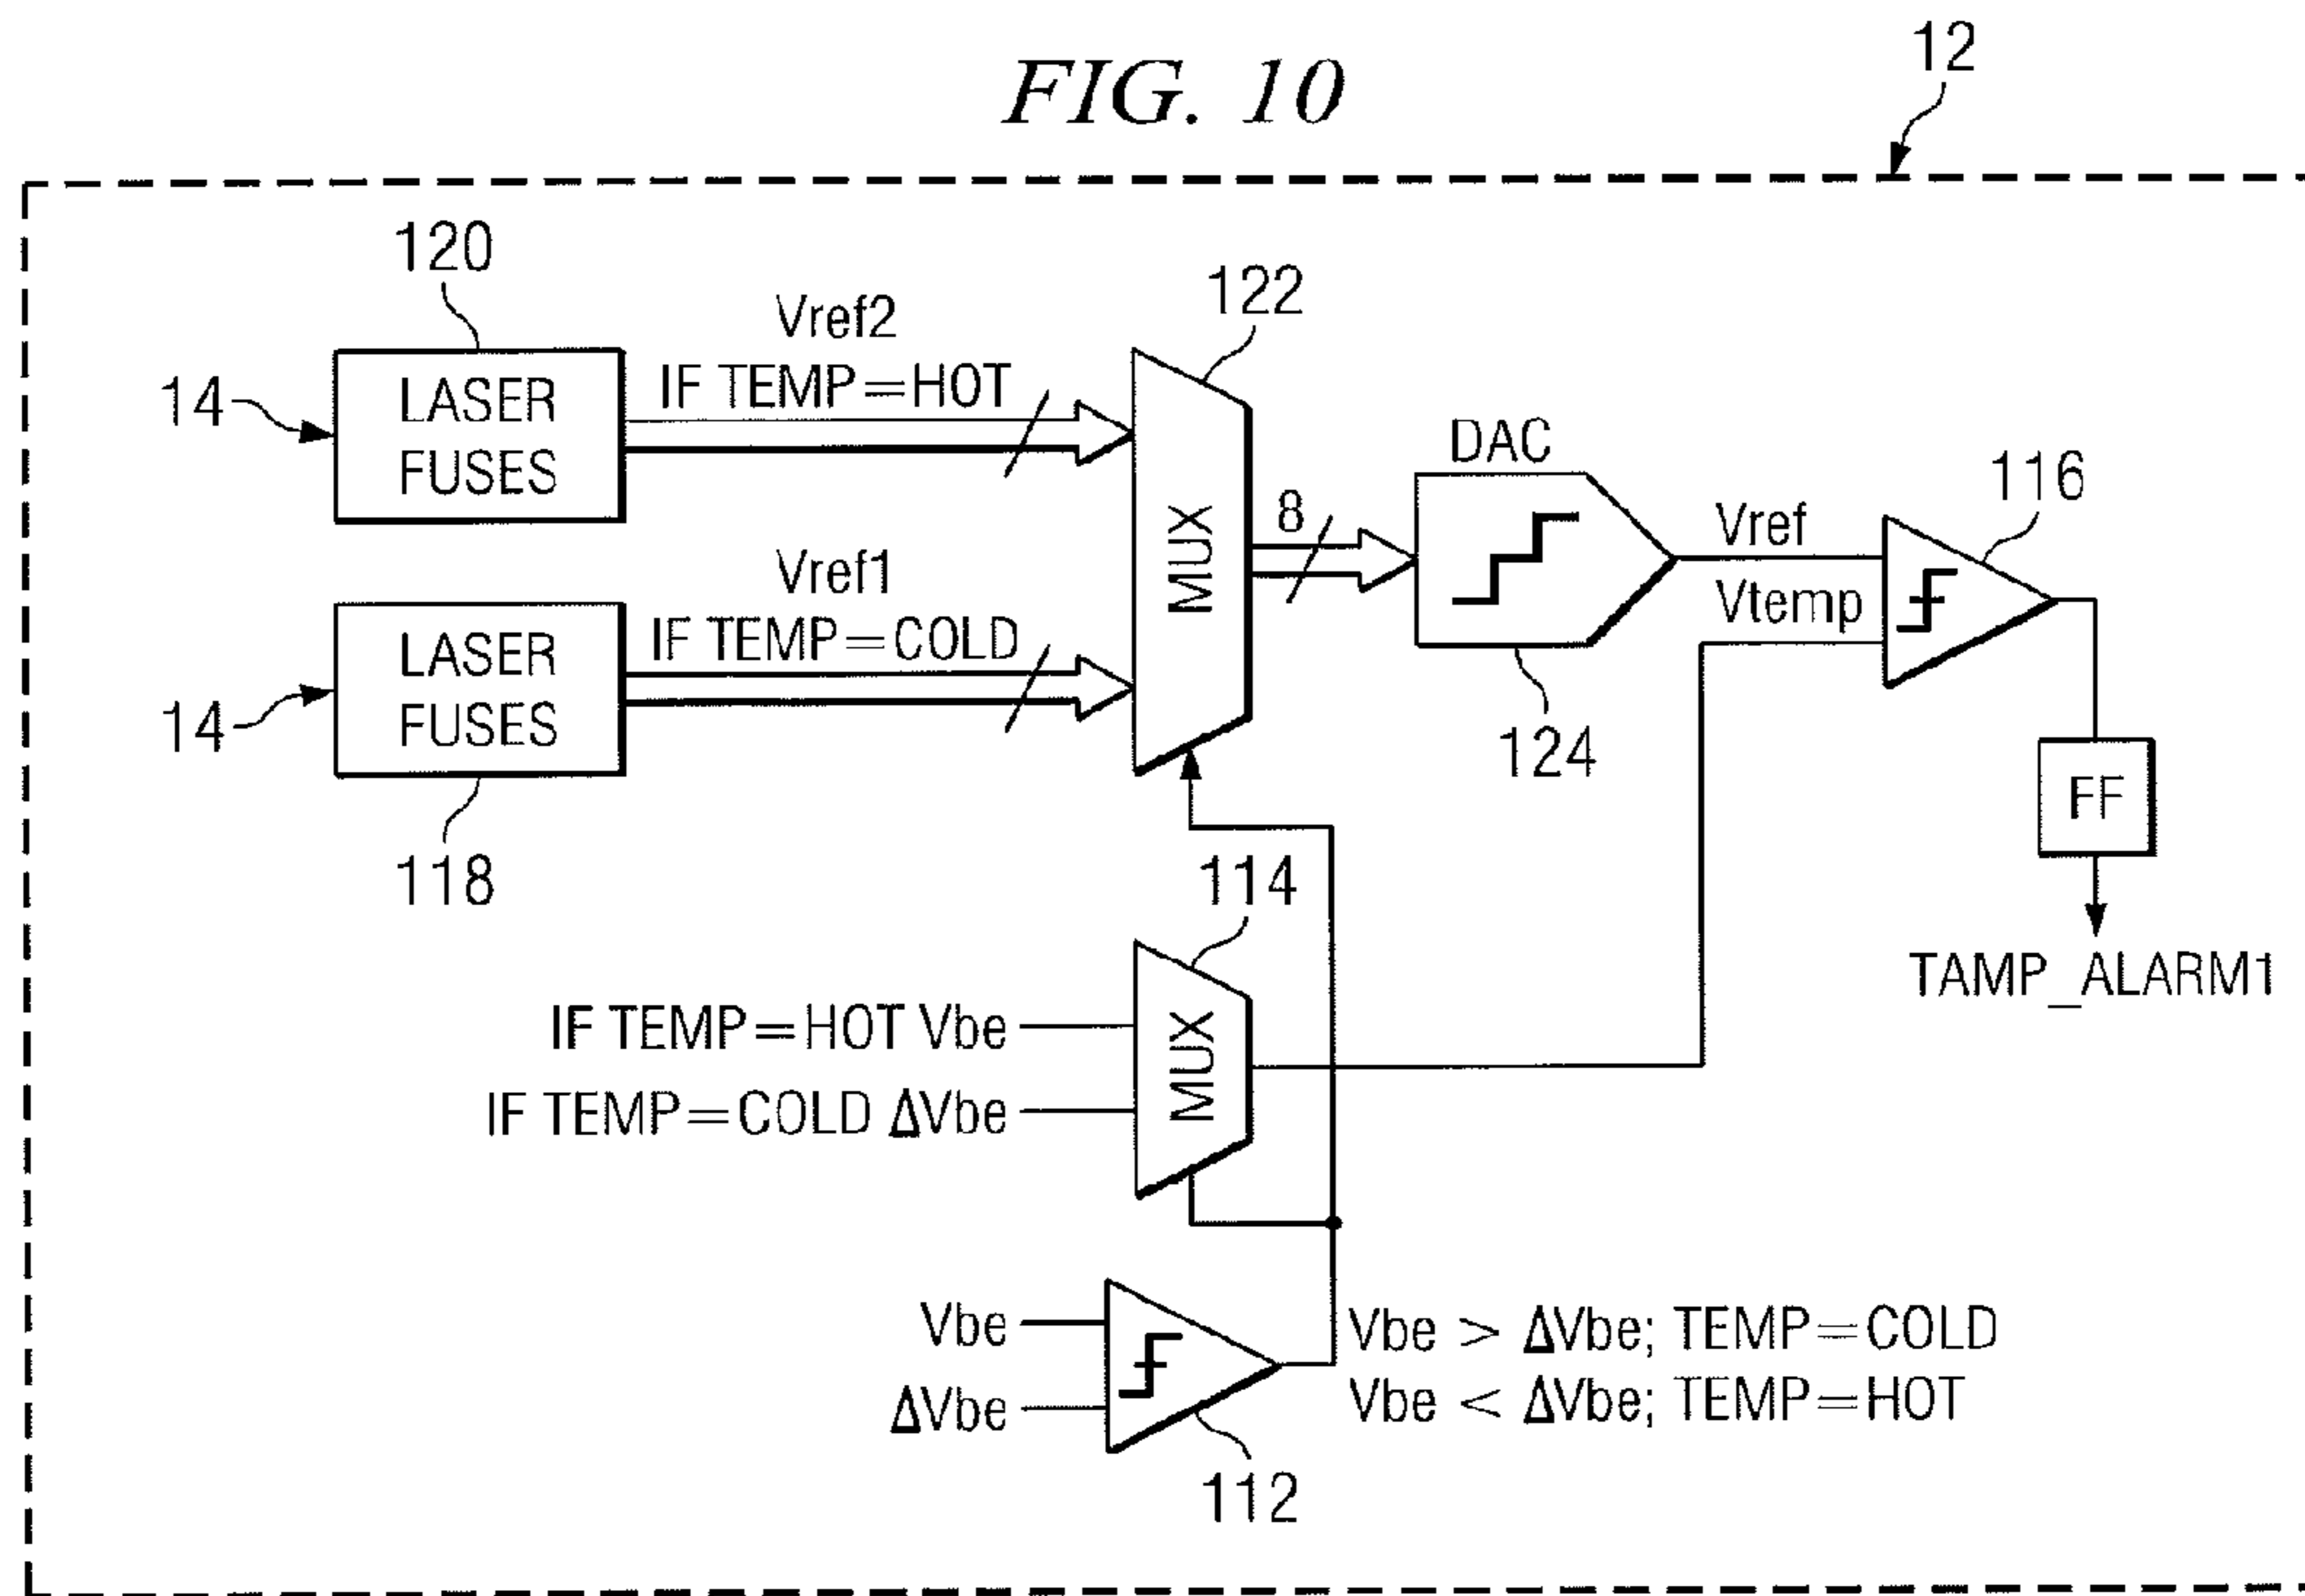 FIG. 10
12
120
Vref2
IF TEMP=HOT
122
14
LASER
FUSES
DAC
116
8
Vref
Vref1
IF TEMP=COLD
MUX
Vtemp
14
LASER
FUSES
124
118
FF
114
TAMP_ALARM1
IF TEMP=HOT Vbe
MUX
IF TEMP=COLD ΔVbe
Vbe
Vbe > ΔVbe; TEMP=COLD
ΔVbe
Vbe < ΔVbe; TEMP=HOT
112